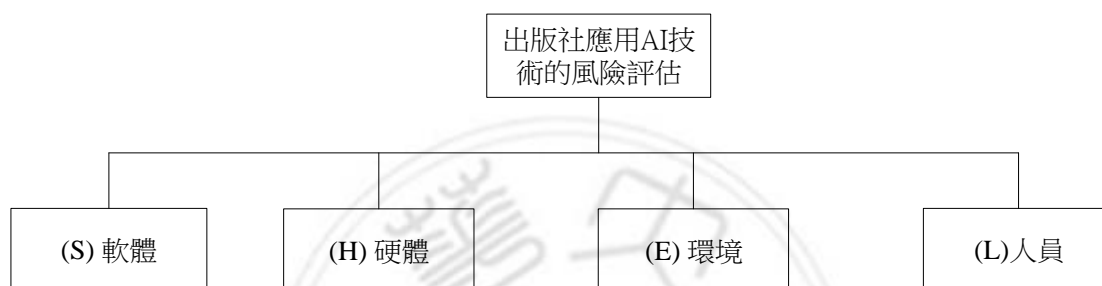 出版社應用AI技
術的風險評估
(S) 軟體
(H) 硬體
(E) 環境
(L)人員